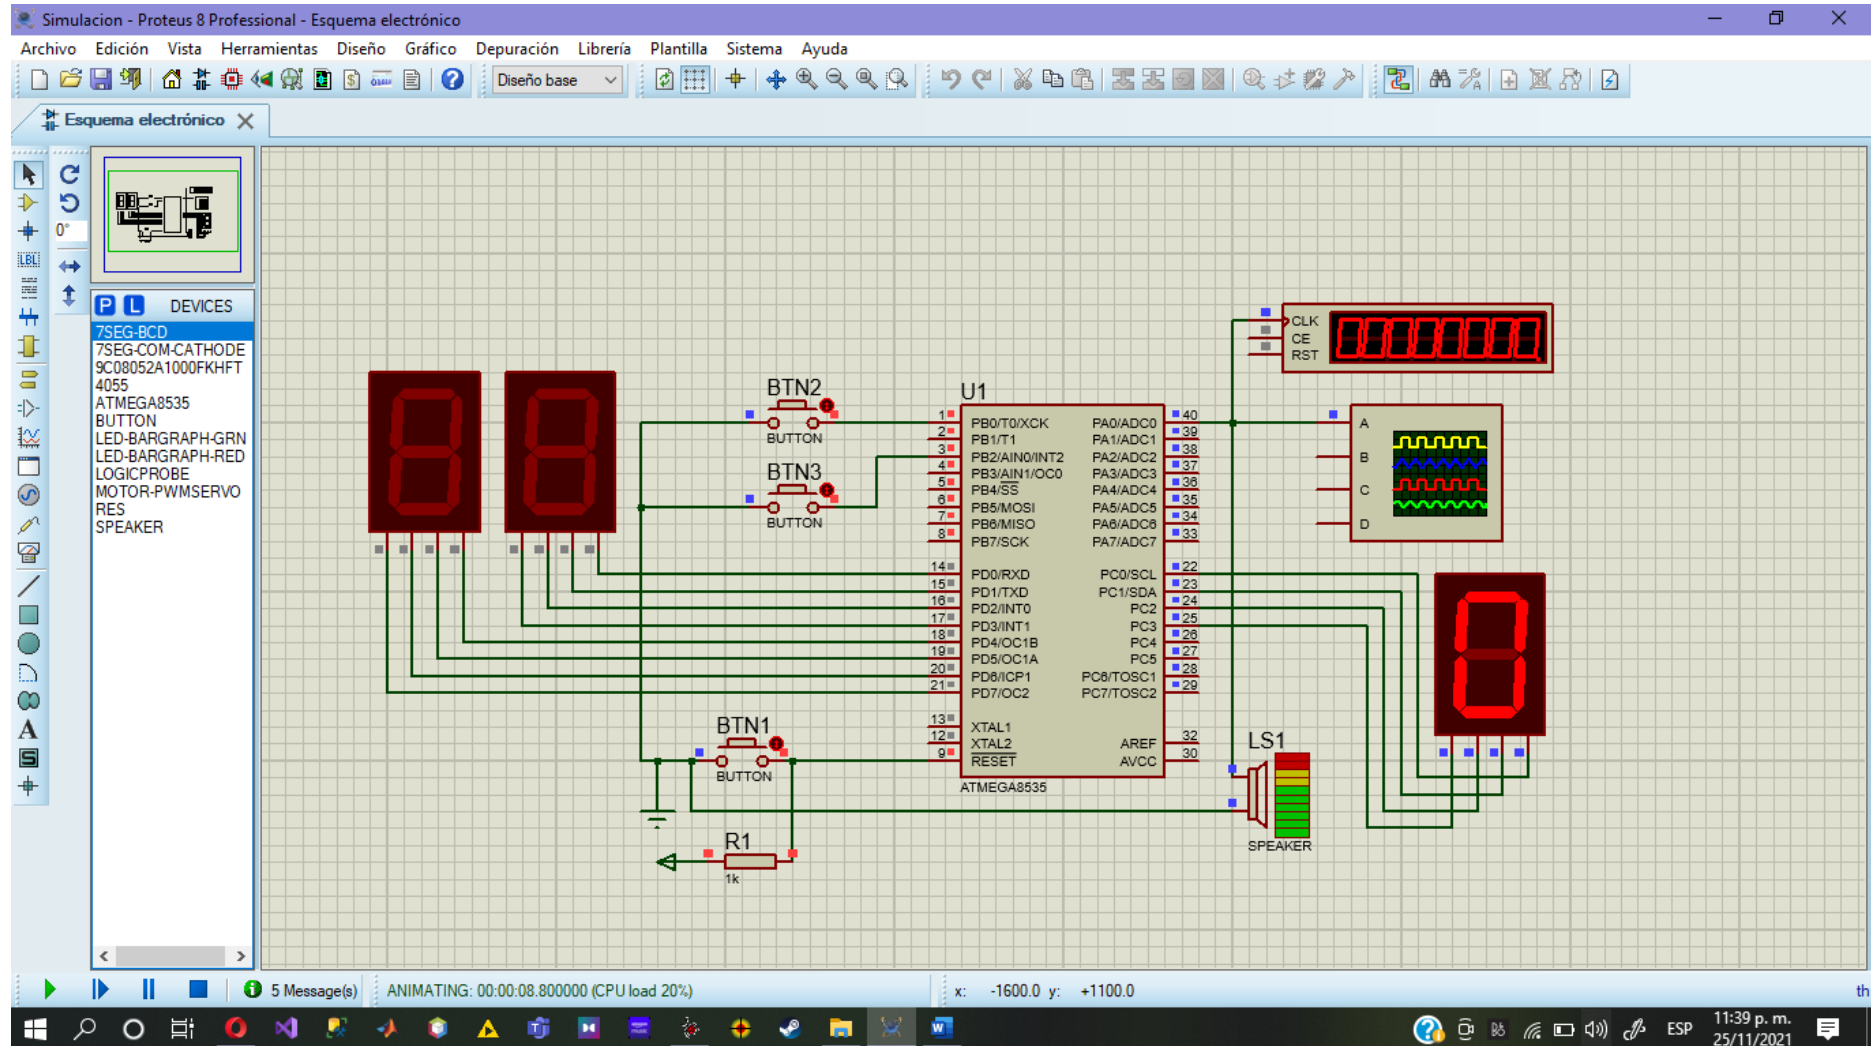 Simulacion - Proteus 8 Professional - Esquema electrónico
Archivo Edición Vista Herramientas Diseño Gráfico Depuración Librería Plantilla Sistema Ayuda
Diseño base
Esquema electrónico
0°
LBL
P L DEVICES
7SEG-BCD
7SEG-COM-CATHODE
9C08052A1000FKHFT
4055
ATMEGA8535
BUTTON
LED-BARGRAPH-GRN
LED-BARGRAPH-RED
LOGICPROBE
MOTOR-PWMSERVO
RES
SPEAKER
CLK
CE
RST
BTN2
BUTTON
BTN3
BUTTON
U1
1 PB0/T0/XCK PA0/ADC0 40
2 PB1/T1 PA1/ADC1 39
3 PB2/AIN0/INT2 PA2/ADC2 38
4 PB3/AIN1/OC0 PA3/ADC3 37
5 PB4/SS PA4/ADC4 36
6 PB5/MOSI PA5/ADC5 35
7 PB6/MISO PA6/ADC6 34
8 PB7/SCK PA7/ADC7 33
14 PD0/RXD PC0/SCL 22
15 PD1/TXD PC1/SDA 23
16 PD2/INT0 PC2 24
17 PD3/INT1 PC3 25
18 PD4/OC1B PC4 26
19 PD5/OC1A PC5 27
20 PD6/ICP1 PC6/TOSC1 28
21 PD7/OC2 PC7/TOSC2 29
13 XTAL1
12 XTAL2 AREF 32
9 RESET AVCC 30
ATMEGA8535
A
B
C
D
0
BTN1
BUTTON
R1
1k
LS1
SPEAKER
5 Message(s) ANIMATING: 00:00:08.800000 (CPU load 20%) x: -1600.0 y: +1100.0 th
ESP 11:39 p. m.
25/11/2021